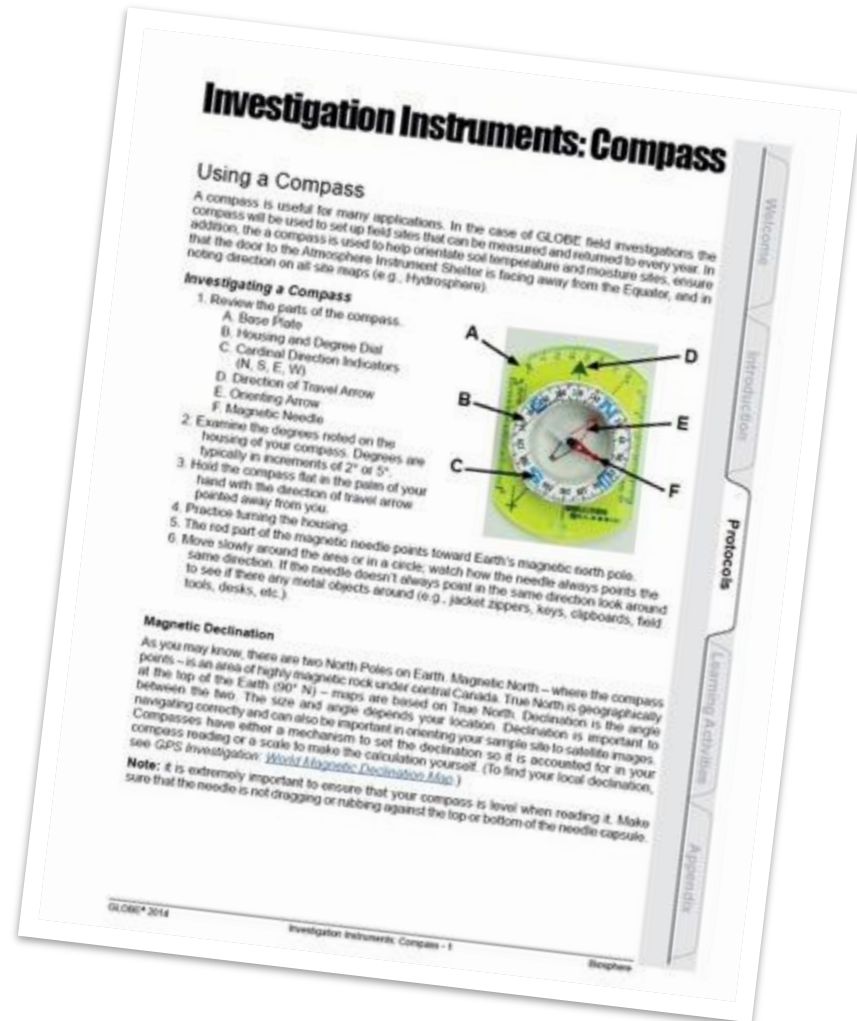 Investigation Instruments: Compass
Using a Compass
A compass is useful for many applications. In the case of GLOBE field investigations the
compass will be used to set up field sites that can be measured and returned to every year. In
addition, the a compass is used to help orientate soil temperature and moisture sites, ensure
that the door to the Atmosphere Instrument Shelter is facing away from the Equator, and in
noting direction on all site maps (e.g., Hydrosphere).
Investigating a Compass
1. Review the parts of the compass.
A. Base Plate
B. Housing and Degree Dial
C. Cardinal Direction Indicators
(N, S, E, W)
D. Direction of Travel Arrow
E. Orienting Arrow
F. Magnetic Needle
2. Examine the degrees noted on the
housing of your compass. Degrees are
typically in increments of 2° or 5°.
3. Hold the compass flat in the palm of your
hand with the direction of travel arrow
pointed away from you.
4. Practice turning the housing.
5. The red part of the magnetic needle points toward Earth's magnetic north pole.
6. Move slowly around the area or in a circle; watch how the needle always points the
same direction. If the needle doesn't always point in the same direction look around
to see if there any metal objects around (e.g., jacket zippers, keys, clipboards, field
tools, desks, etc.).
A
B
C
D
E
F
Magnetic Declination
As you may know, there are two North Poles on Earth. Magnetic North – where the compass
points – is an area of highly magnetic rock under central Canada. True North is geographically
at the top of the Earth (90° N) – maps are based on True North. Declination is the angle
between the two. The size and angle depends your location. Declination is important to
navigating correctly and can also be important in orienting your sample site to satellite images.
Compasses have either a mechanism to set the declination so it is accounted for in your
compass reading or a scale to make the calculation yourself. (To find your local declination,
see GPS Investigation: World Magnetic Declination Map.)
Note: it is extremely important to ensure that your compass is level when reading it. Make
sure that the needle is not dragging or rubbing against the top or bottom of the needle capsule.
GLOBE® 2014
Investigation Instruments: Compass - 1
Biosphere
Welcome
Introduction
Protocols
Learning Activities
Appendix